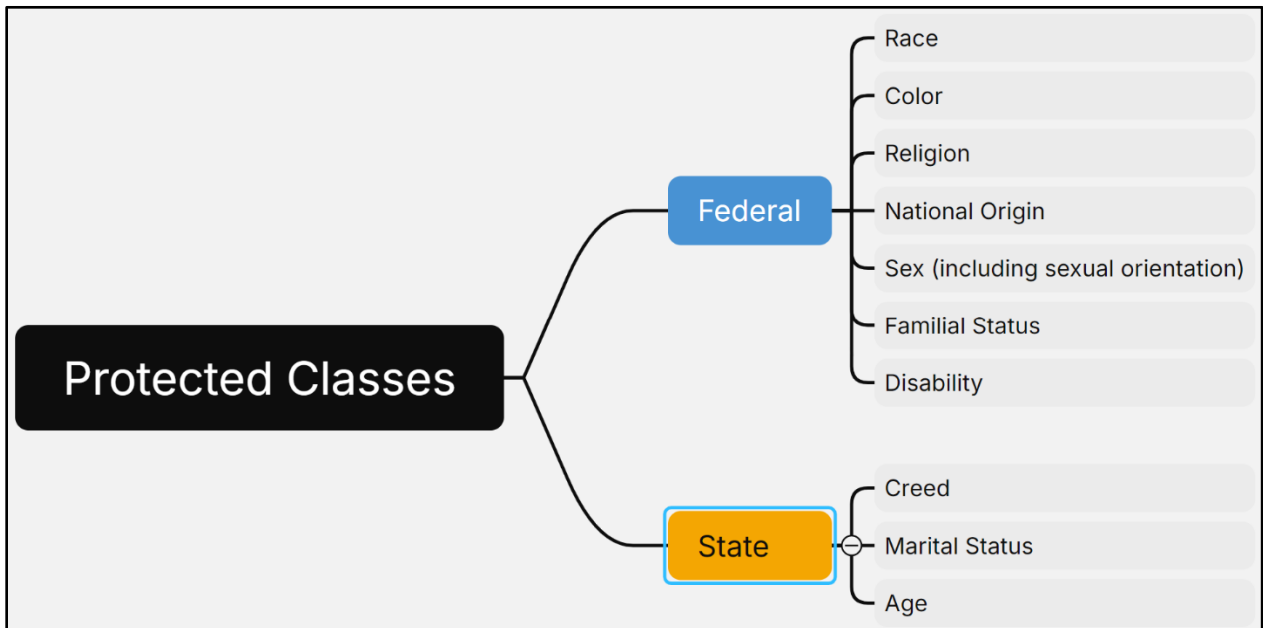 Protected Classes
Federal
Race
Color
Religion
National Origin
Sex (including sexual orientation)
Familial Status
Disability
State
Creed
Marital Status
Age